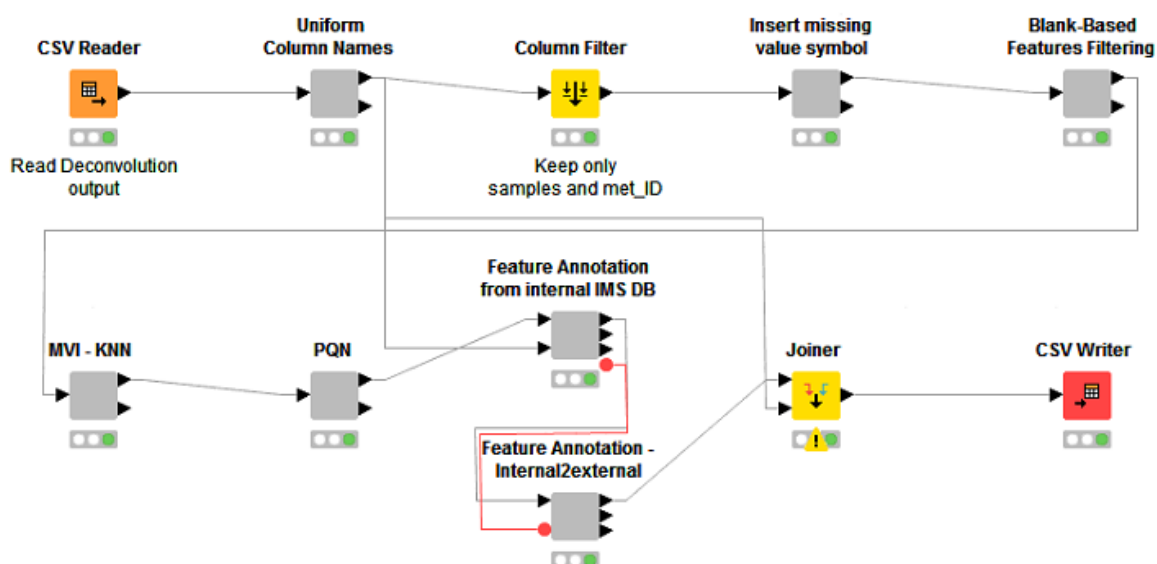 CSV Reader
Uniform
Column Names
Column Filter
Insert missing
value symbol
Blank-Based
Features Filtering
Read Deconvolution
output
Keep only
samples and met_ID
Feature Annotation
from internal IMS DB
MVI - KNN
PQN
Joiner
CSV Writer
Feature Annotation -
Internal2external